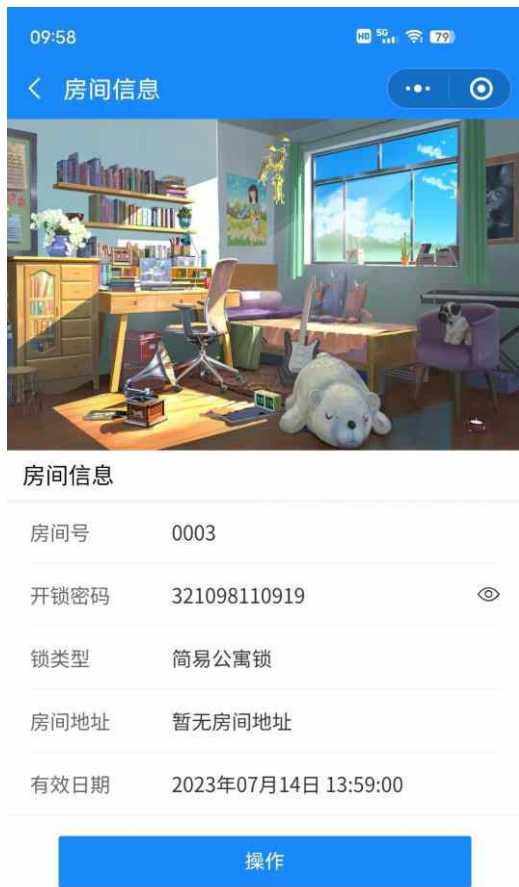 09:58
HD 5G 79
房间信息
房间信息
房间号 0003
开锁密码 321098110919
锁类型 简易公寓锁
房间地址 暂无房间地址
有效日期 2023年07月14日 13:59:00
操作